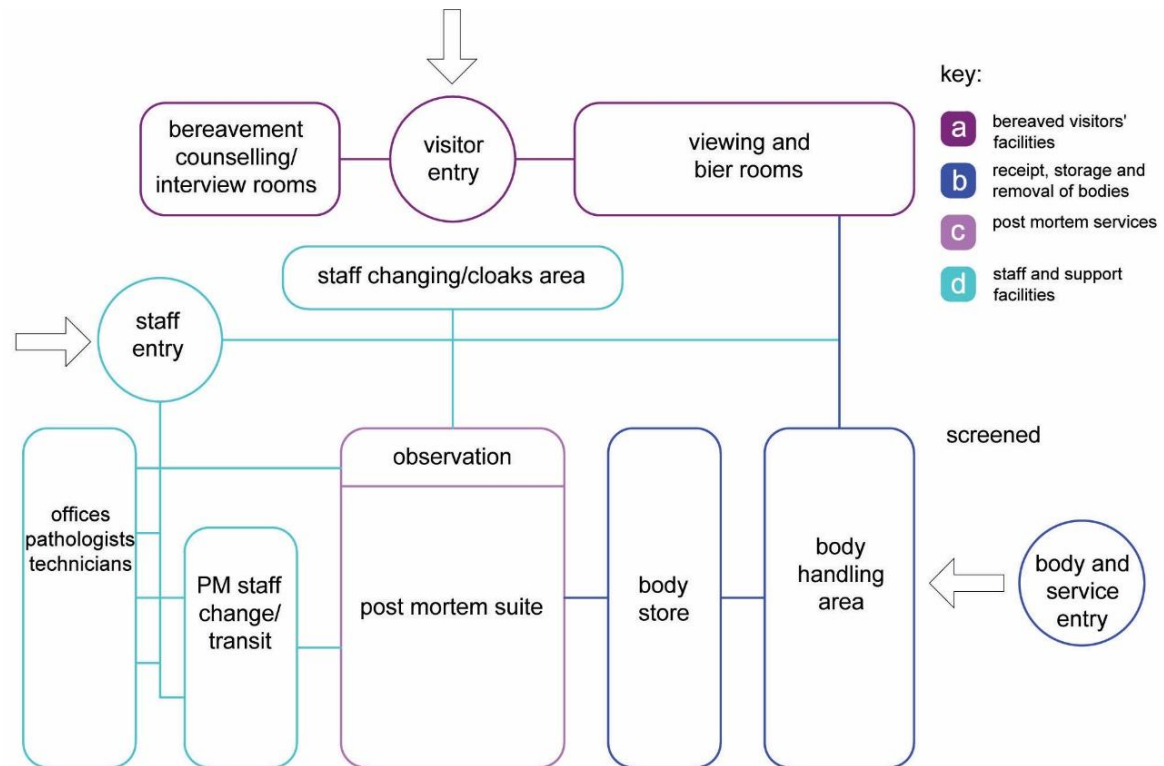 key:
bereavement
counselling/
interview rooms
visitor
entry
viewing and
bier rooms
a
bereaved visitors'
facilities
b
receipt, storage and
removal of bodies
c
post mortem services
d
staff and support
facilities
staff changing/cloaks area
staff
entry
screened
observation
offices
pathologists
technicians
PM staff
change/
transit
post mortem suite
body
store
body
handling
area
body and
service
entry